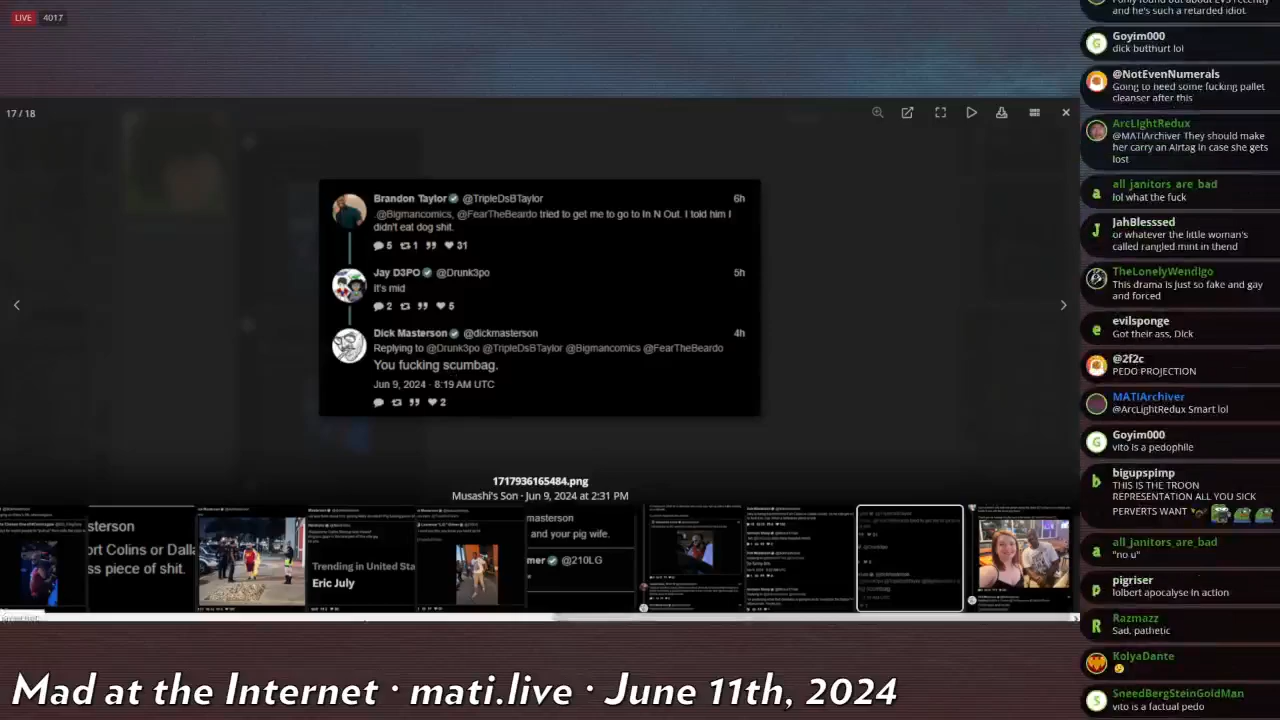 LIVE 4017
17 / 18
Brandon Taylor @TripleDsBTaylor 6h
.@Bigmancomics, @FearTheBeardo tried to get me to go to In N Out. I told him I
didn't eat dog shit.
5 1 31
Jay D3PO @Drunk3po 5h
It's mid
2 5
Dick Masterson @dickmasterson 4h
Replying to @Drunk3po @TripleDsBTaylor @Bigmancomics @FearTheBeardo
You fucking scumbag.
Jun 9, 2024 · 8:19 AM UTC
2
1717936165484.png
Musashi's Son · Jun 9, 2024 at 2:31 PM
sterson
ort Colins or Dalla
ss piece of shit.
Trending in United Sta
Eric July
masterson
and your pig wife.
mer @210LG
Mad at the Internet · mati.live · June 11th, 2024
and he's such a retarded idiot.
Goyim000
dick butthurt lol
@NotEvenNumerals
Going to need some fucking pallet
cleanser after this
ArcLightRedux
@MATIArchiver They should make
her carry an Airtag in case she gets
lost
all_janitors_are_bad
lol what the fuck
JahBlesssed
or whatever the little woman's
called rangled mint in thend
TheLonelyWendigo
This drama is just so fake and gay
and forced
evilsponge
Got their ass, Dick
@2f2c
PEDO PROJECTION
MATIArchiver
@ArcLightRedux Smart lol
Goyim000
vito is a pedophile
bigupspimp
THIS IS THE TROON
REPRESENTATION ALL YOU SICK
PERVERTS WANT
all_janitors_are_bad
"no u"
priser
lolbert apocalypse nation
Razmazz
Sad, pathetic
KolyaDante
SneedBergSteinGoldMan
vito is a factual pedo